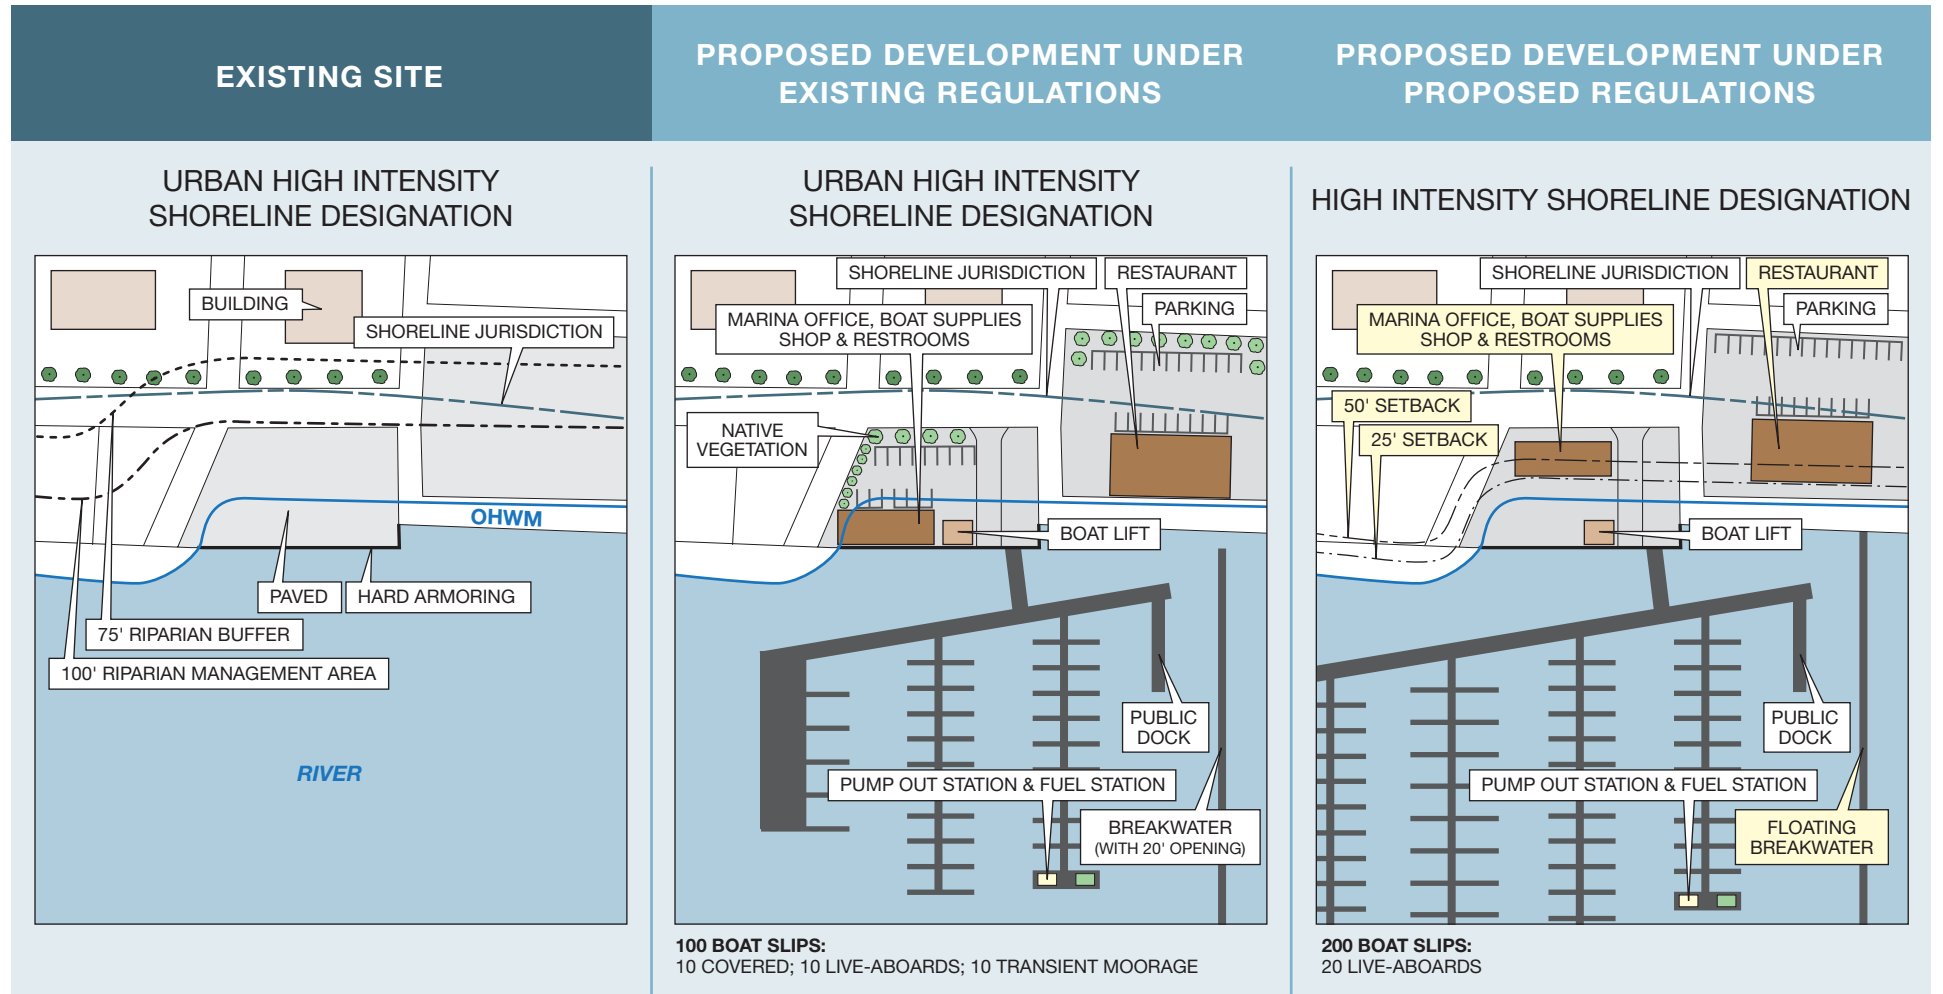 EXISTING SITE
PROPOSED DEVELOPMENT UNDER
EXISTING REGULATIONS
PROPOSED DEVELOPMENT UNDER
PROPOSED REGULATIONS
URBAN HIGH INTENSITY
SHORELINE DESIGNATION
BUILDING
SHORELINE JURISDICTION
OHWM
PAVED
HARD ARMORING
75' RIPARIAN BUFFER
100' RIPARIAN MANAGEMENT AREA
RIVER
URBAN HIGH INTENSITY
SHORELINE DESIGNATION
SHORELINE JURISDICTION
RESTAURANT
PARKING
MARINA OFFICE, BOAT SUPPLIES
SHOP & RESTROOMS
NATIVE
VEGETATION
BOAT LIFT
PUBLIC
DOCK
PUMP OUT STATION & FUEL STATION
BREAKWATER
(WITH 20' OPENING)
100 BOAT SLIPS:
10 COVERED; 10 LIVE-ABOARDS; 10 TRANSIENT MOORAGE
HIGH INTENSITY SHORELINE DESIGNATION
SHORELINE JURISDICTION
RESTAURANT
PARKING
MARINA OFFICE, BOAT SUPPLIES
SHOP & RESTROOMS
50' SETBACK
25' SETBACK
BOAT LIFT
PUBLIC
DOCK
PUMP OUT STATION & FUEL STATION
FLOATING
BREAKWATER
200 BOAT SLIPS:
20 LIVE-ABOARDS